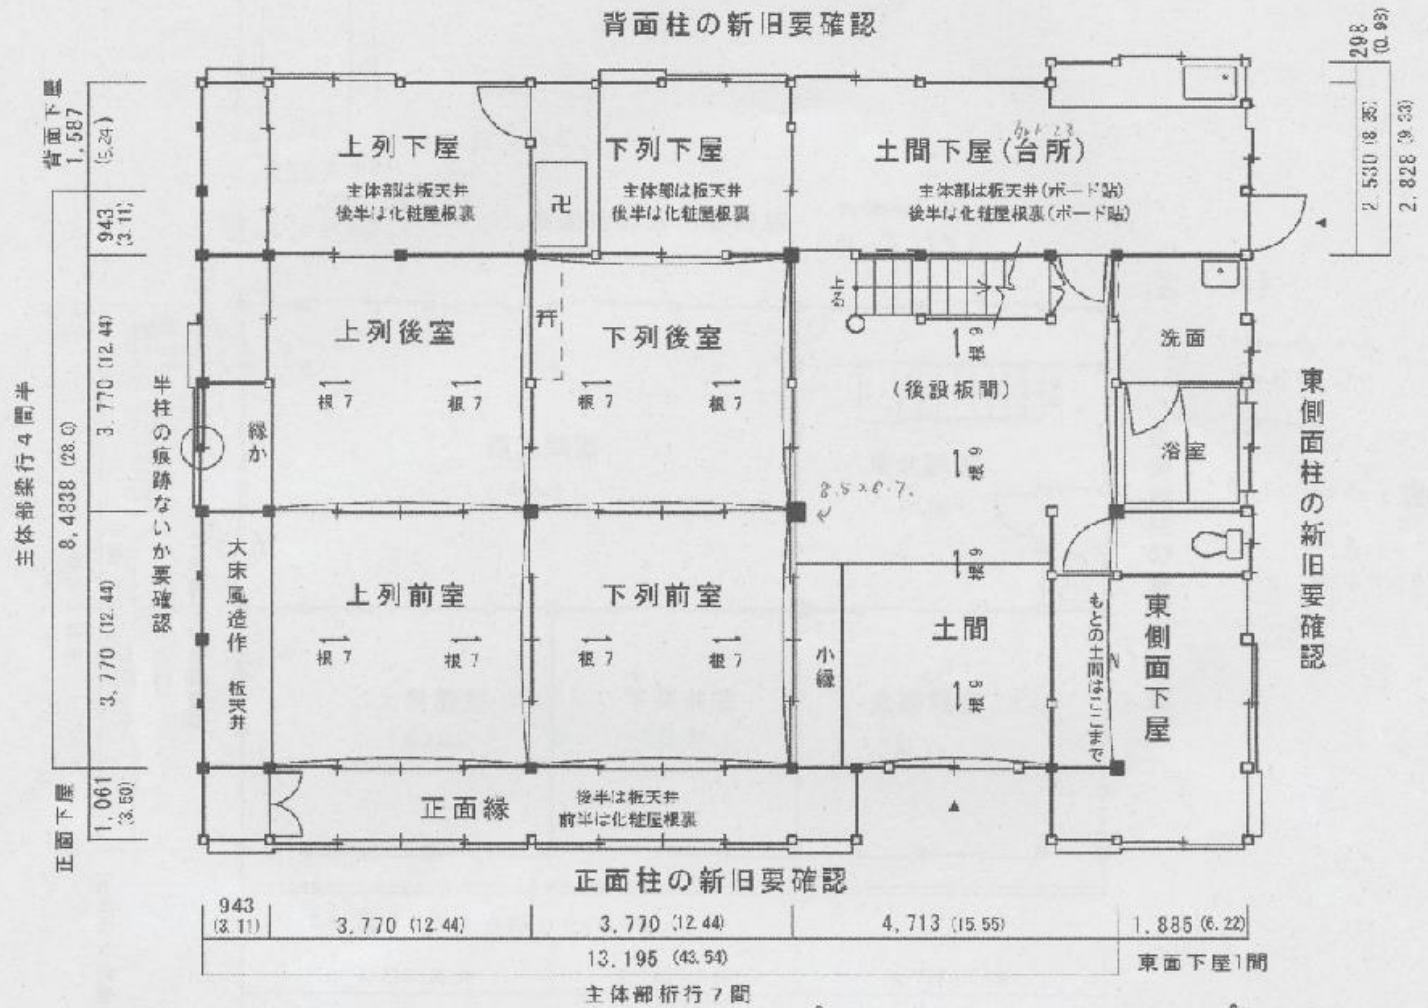 背面柱の新旧要確認
298
(0.98)
背面下屋
1,587
(5.24)
上列下屋
主体部は板天井
後半は化粧屋根裏
卍
下列下屋
主体部は板天井
後半は化粧屋根裏
土間下屋(台所)
主体部は板天井(ボード貼)
後半は化粧屋根裏(ボード貼)
2.530 (8.35)
2.828 (9.33)
943
(3.11)
主体部梁行4間半
8,4838 (28.0)
3,770 (12.44)
半柱の痕跡ないか要確認
縁か
上列後室
根7
根7
下列後室
根7
根7
根9
(後設板間)
根9
洗面
浴室
東側面柱の新旧要確認
3,770 (12.44)
大床風造作 板天井
上列前室
根7
根7
下列前室
根7
根7
小縁
根9
土間
根9
もとの土間はここまで
東側面下屋
正面下屋
1,061
(3.50)
正面縁
後半は板天井
前半は化粧屋根裏
正面柱の新旧要確認
943
(3.11)
3,770 (12.44)
3,770 (12.44)
4,713 (15.55)
1,885 (6.22)
13,195 (43.54)
東面下屋1間
主体部桁行7間